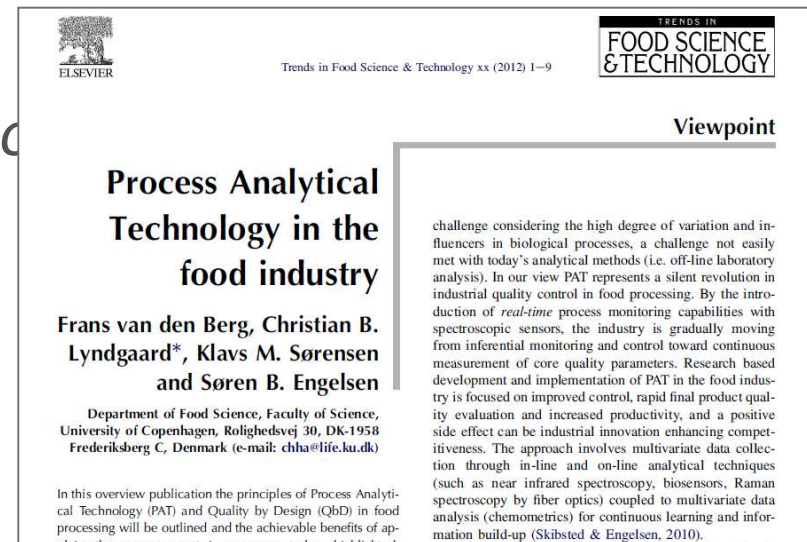 ELSEVIER
Trends in Food Science & Technology xx (2012) 1–9
TRENDS IN
FOOD SCIENCE
& TECHNOLOGY
Viewpoint
Process Analytical
Technology in the
food industry
Frans van den Berg, Christian B.
Lyndgaard*, Klavs M. Sørensen
and Søren B. Engelsen
Department of Food Science, Faculty of Science,
University of Copenhagen, Rolighedsvej 30, DK-1958
Frederiksberg C, Denmark (e-mail: chha@life.ku.dk)
In this overview publication the principles of Process Analyti-
cal Technology (PAT) and Quality by Design (QbD) in food
processing will be outlined and the achievable benefits of ap-
challenge considering the high degree of variation and in-
fluencers in biological processes, a challenge not easily
met with today's analytical methods (i.e. off-line laboratory
analysis). In our view PAT represents a silent revolution in
industrial quality control in food processing. By the intro-
duction of real-time process monitoring capabilities with
spectroscopic sensors, the industry is gradually moving
from inferential monitoring and control toward continuous
measurement of core quality parameters. Research based
development and implementation of PAT in the food indus-
try is focused on improved control, rapid final product qual-
ity evaluation and increased productivity, and a positive
side effect can be industrial innovation enhancing compet-
itiveness. The approach involves multivariate data collec-
tion through in-line and on-line analytical techniques
(such as near infrared spectroscopy, biosensors, Raman
spectroscopy by fiber optics) coupled to multivariate data
analysis (chemometrics) for continuous learning and infor-
mation build-up (Skibsted & Engelsen, 2010).